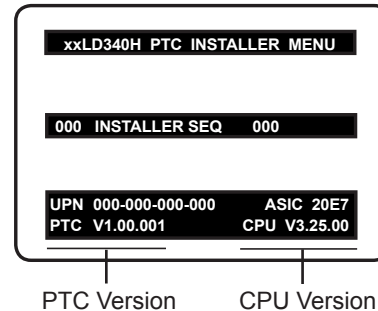 xxLD340H PTC INSTALLER MENU
000 INSTALLER SEQ 000
UPN 000-000-000-000 ASIC 20E7
PTC V1.00.001 CPU V3.25.00
PTC Version CPU Version